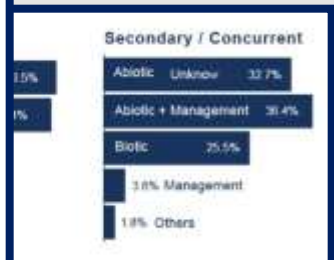 Secondary / Concurrent
Abiotic Unknow 32.7%
Abiotic + Management 36.4%
Biotic 25.5%
3.6% Management
1.8% Others